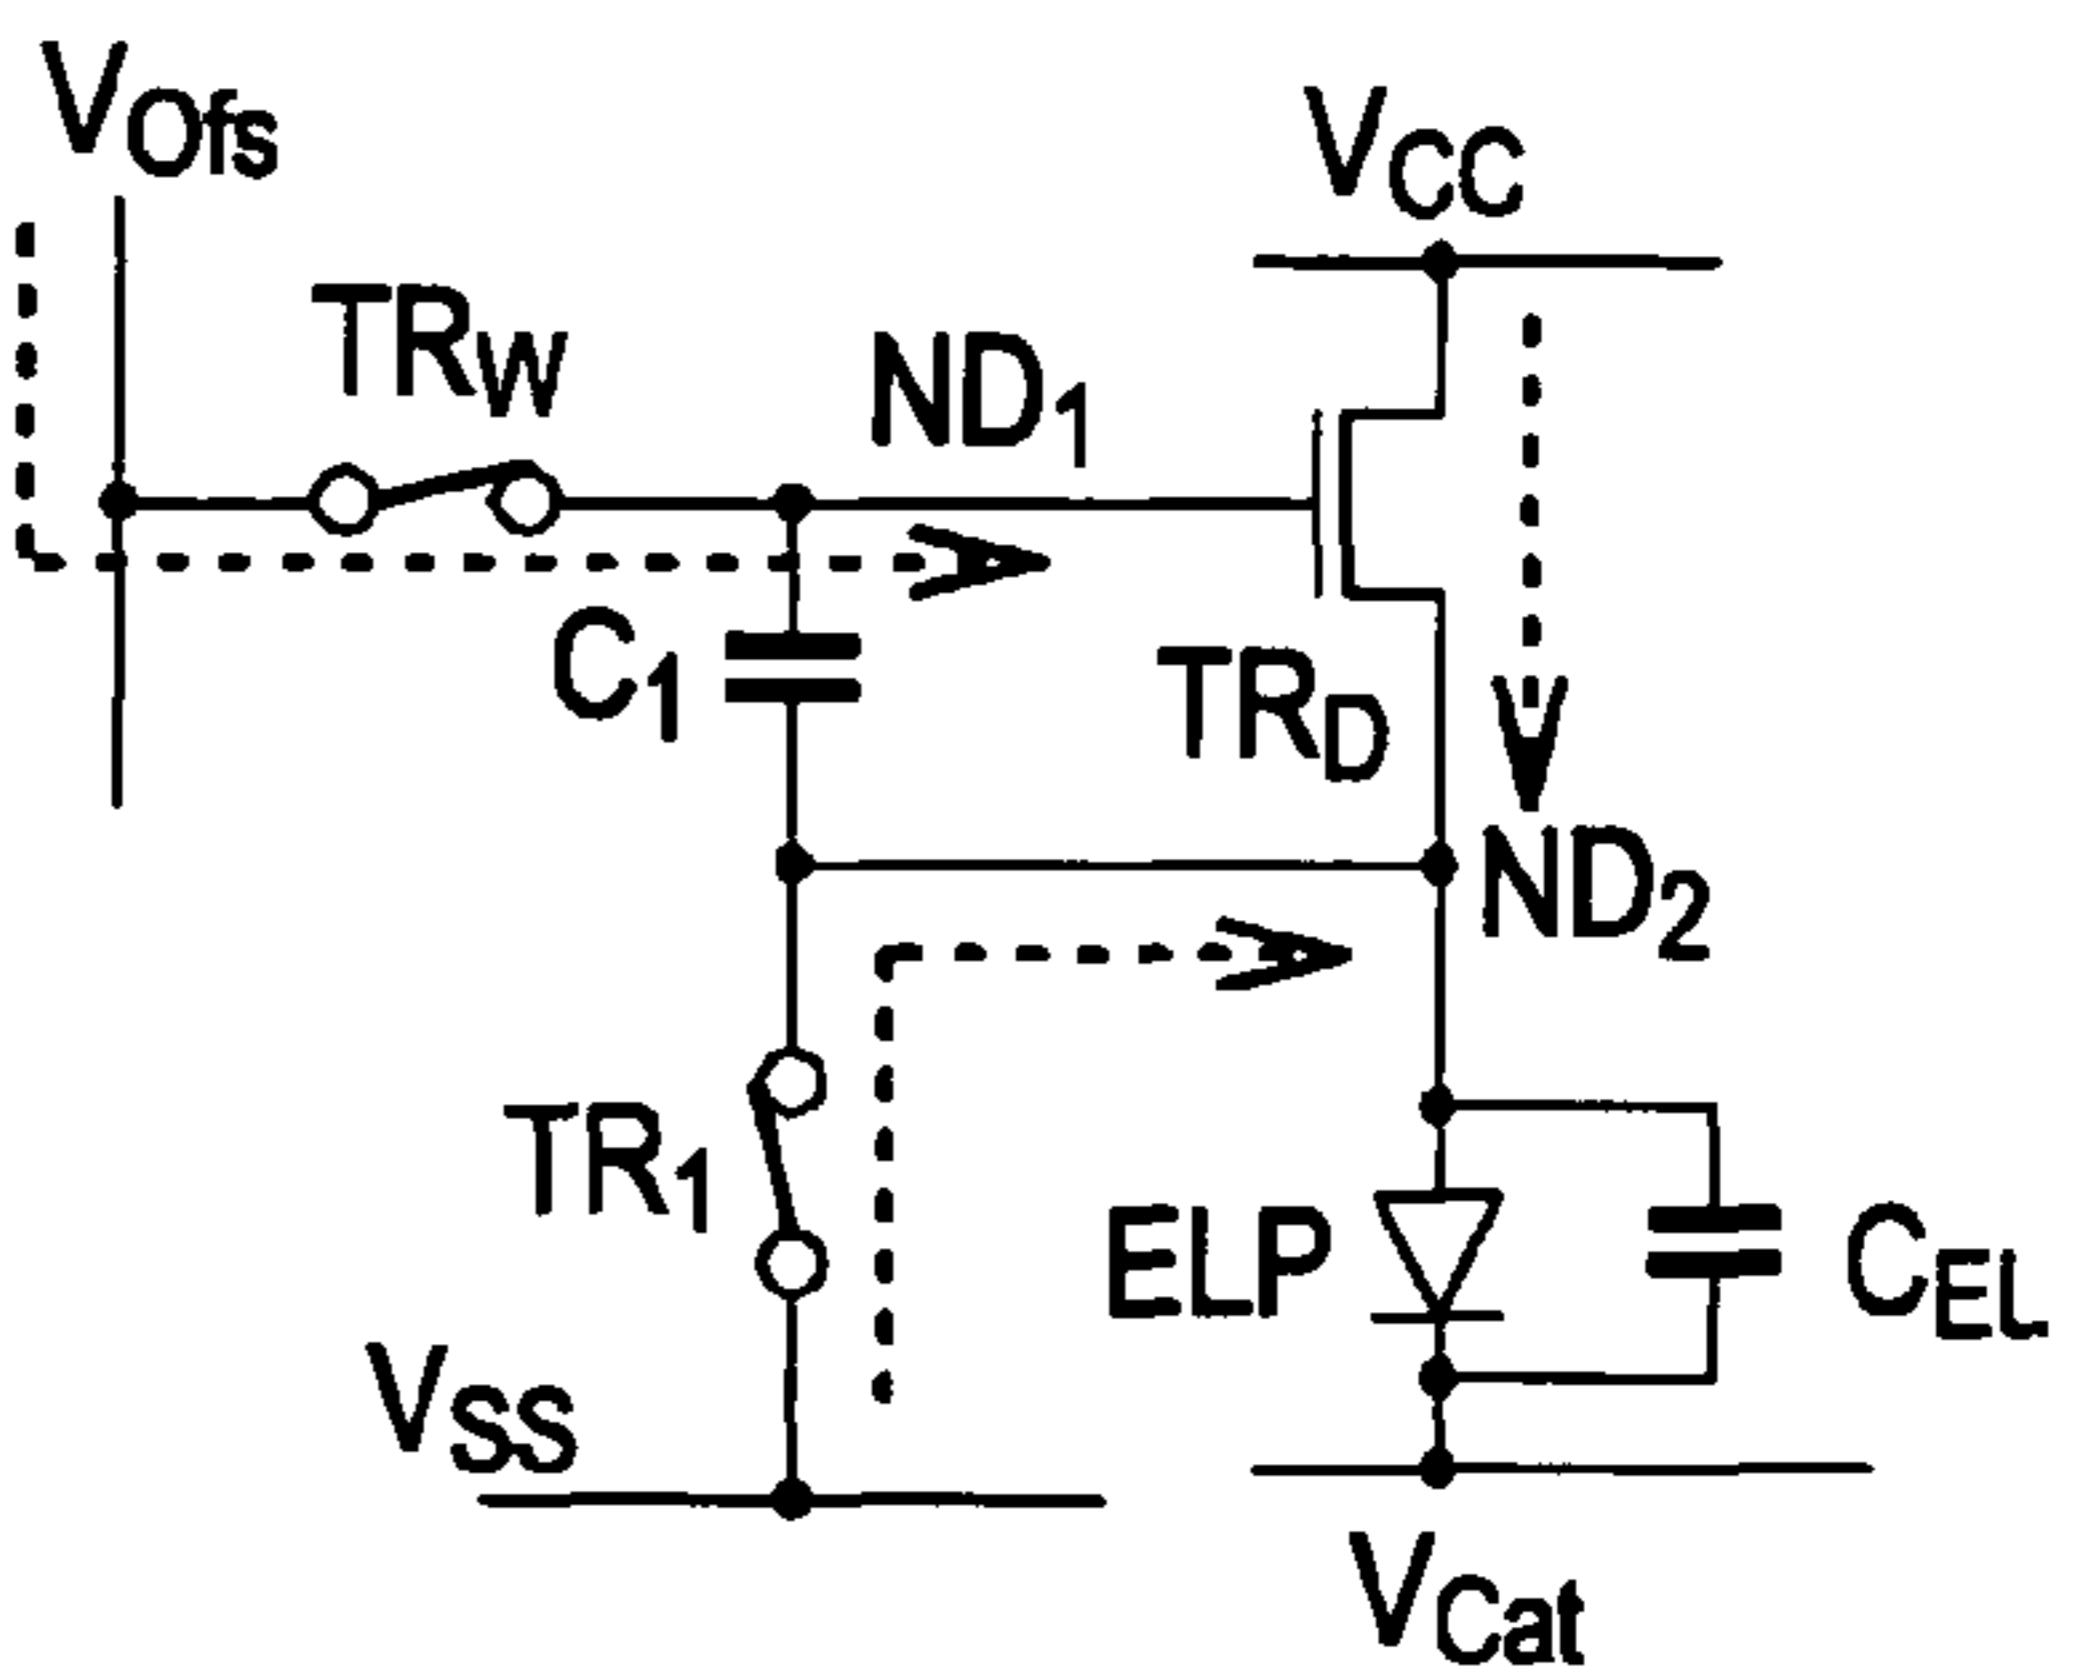 VOfs
VCC
TRW
ND1
C1
TRD
ND2
TR1
ELP
CEL
VSS
VCat